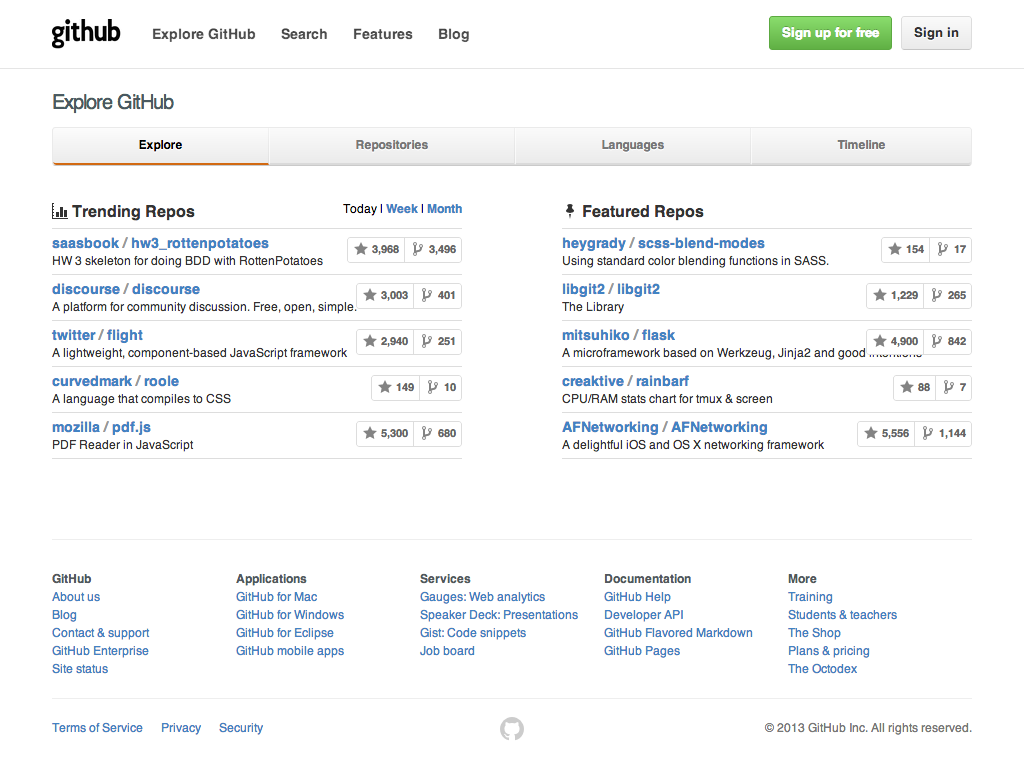 github Explore GitHub Search Features Blog Sign up for free Sign in
Explore GitHub
Explore Repositories Languages Timeline
Trending Repos Today | Week | Month
saasbook / hw3_rottenpotatoes 3,968 3,496
HW 3 skeleton for doing BDD with RottenPotatoes
discourse / discourse 3,003 401
A platform for community discussion. Free, open, simple.
twitter / flight 2,940 251
A lightweight, component-based JavaScript framework
curvedmark / roole 149 10
A language that compiles to CSS
mozilla / pdf.js 5,300 680
PDF Reader in JavaScript
Featured Repos
heygrady / scss-blend-modes 154 17
Using standard color blending functions in SASS.
libgit2 / libgit2 1,229 265
The Library
mitsuhiko / flask 4,900 842
A microframework based on Werkzeug, Jinja2 and good intentions
creaktive / rainbarf 88 7
CPU/RAM stats chart for tmux & screen
AFNetworking / AFNetworking 5,556 1,144
A delightful iOS and OS X networking framework
GitHub
About us
Blog
Contact & support
GitHub Enterprise
Site status
Applications
GitHub for Mac
GitHub for Windows
GitHub for Eclipse
GitHub mobile apps
Services
Gauges: Web analytics
Speaker Deck: Presentations
Gist: Code snippets
Job board
Documentation
GitHub Help
Developer API
GitHub Flavored Markdown
GitHub Pages
More
Training
Students & teachers
The Shop
Plans & pricing
The Octodex
Terms of Service Privacy Security © 2013 GitHub Inc. All rights reserved.